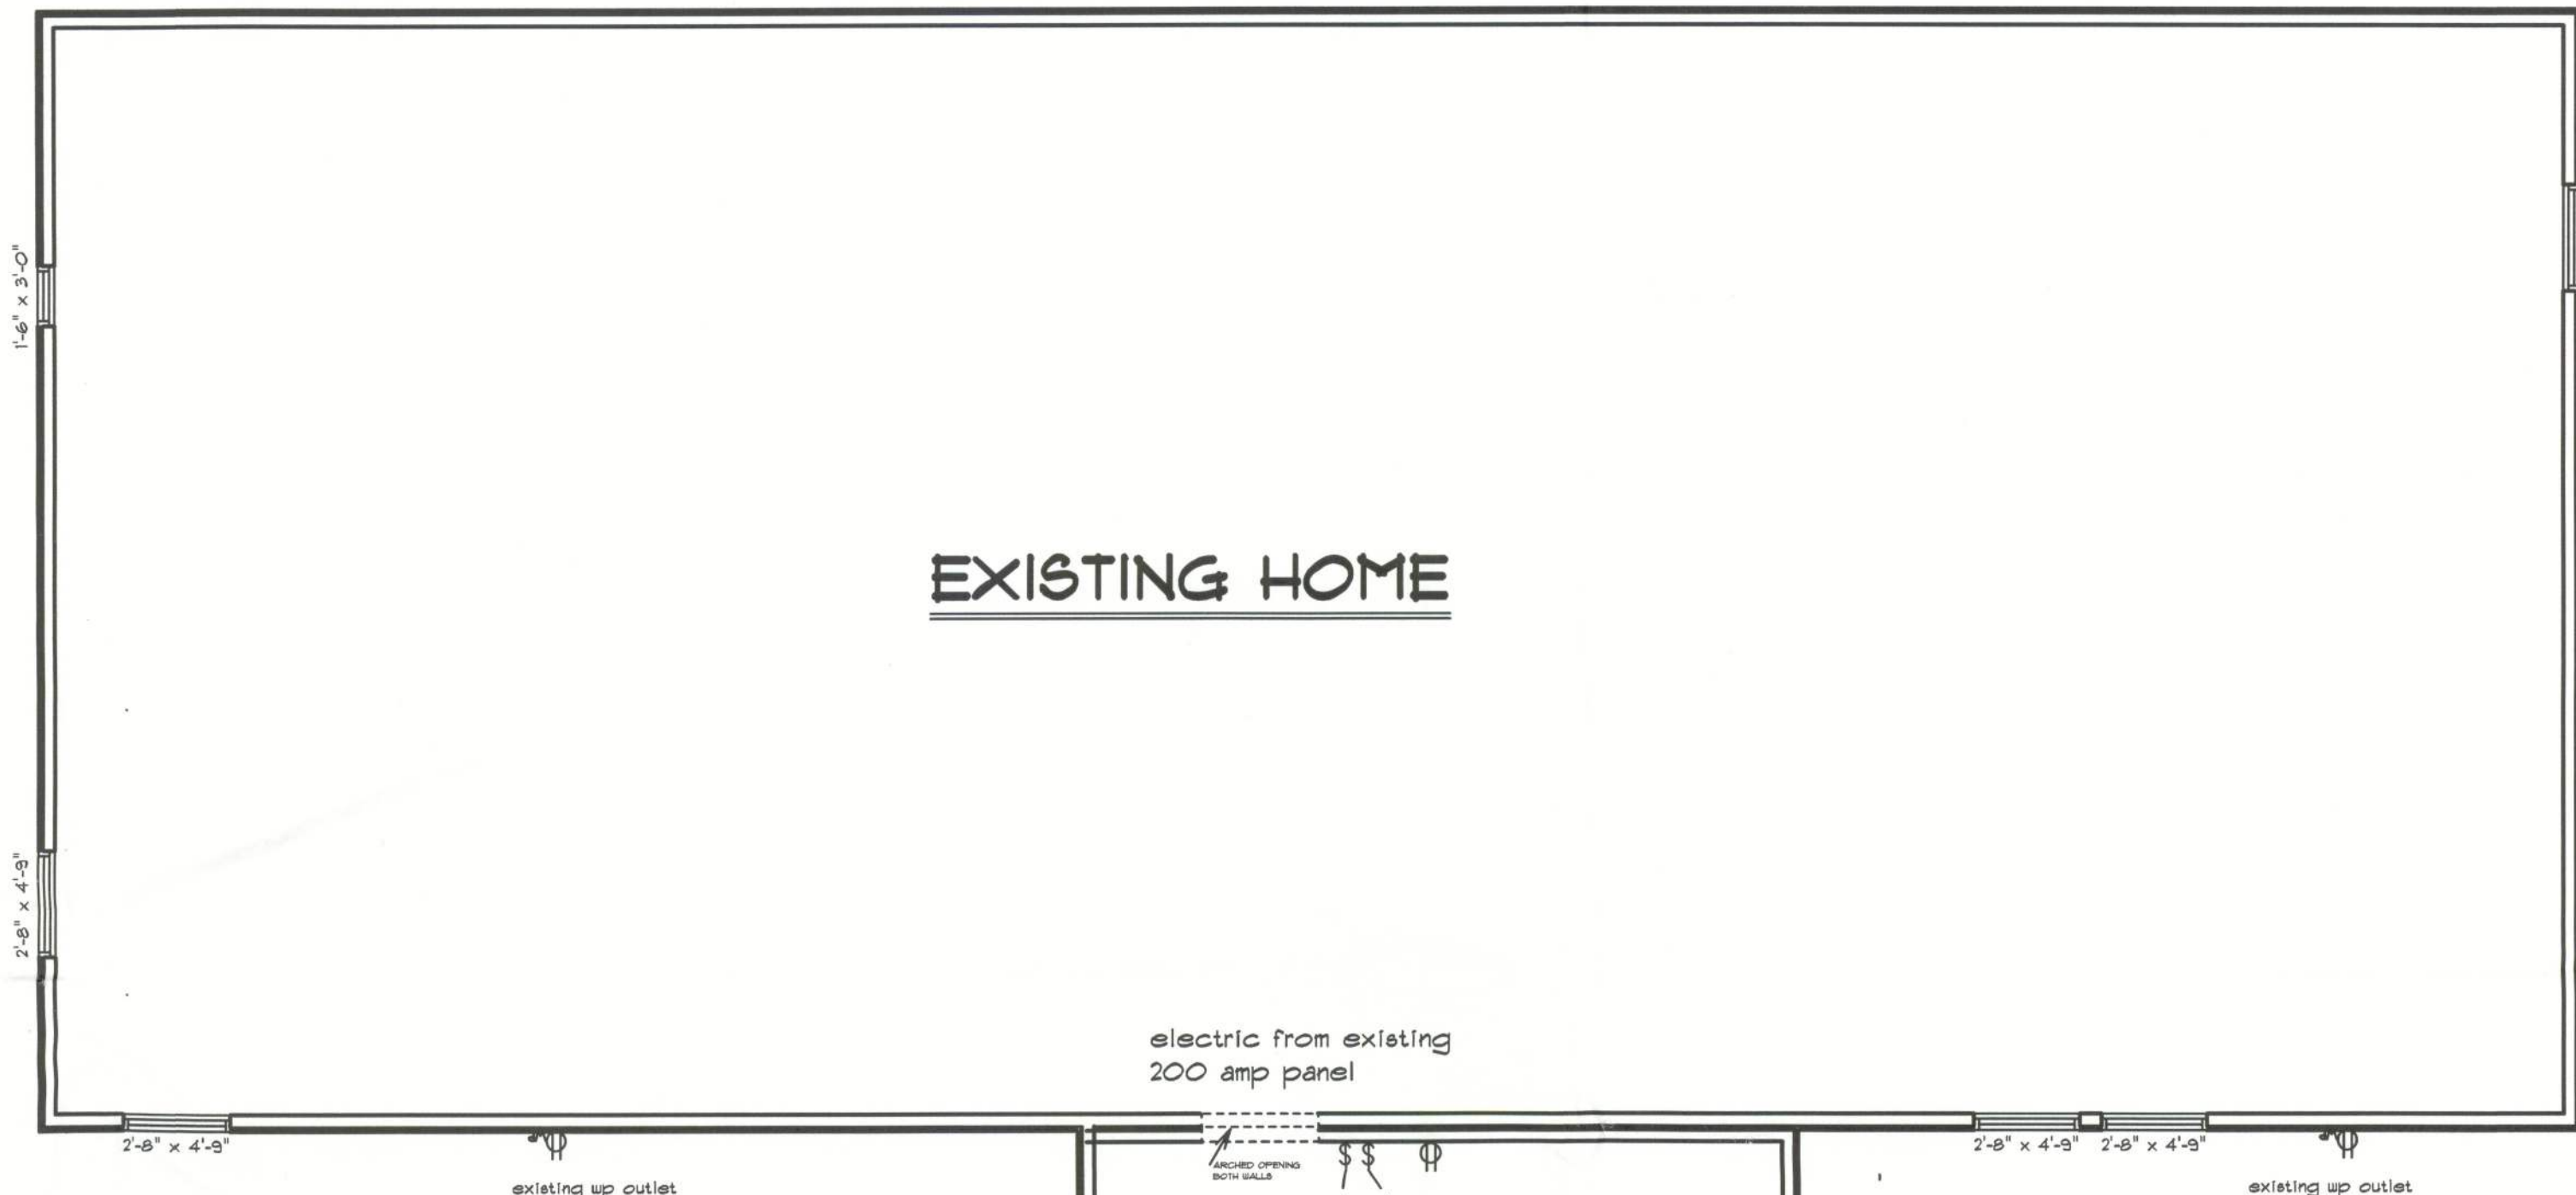 1'-6" x 3'-0"
EXISTING HOME
2'-8" x 4'-9"
electric from existing
200 amp panel
2'-8" x 4'-9"
ARCHED OPENING
BOTH WALLS
$ $
2'-8" x 4'-9" 2'-8" x 4'-9"
existing wp outlet
existing wp outlet